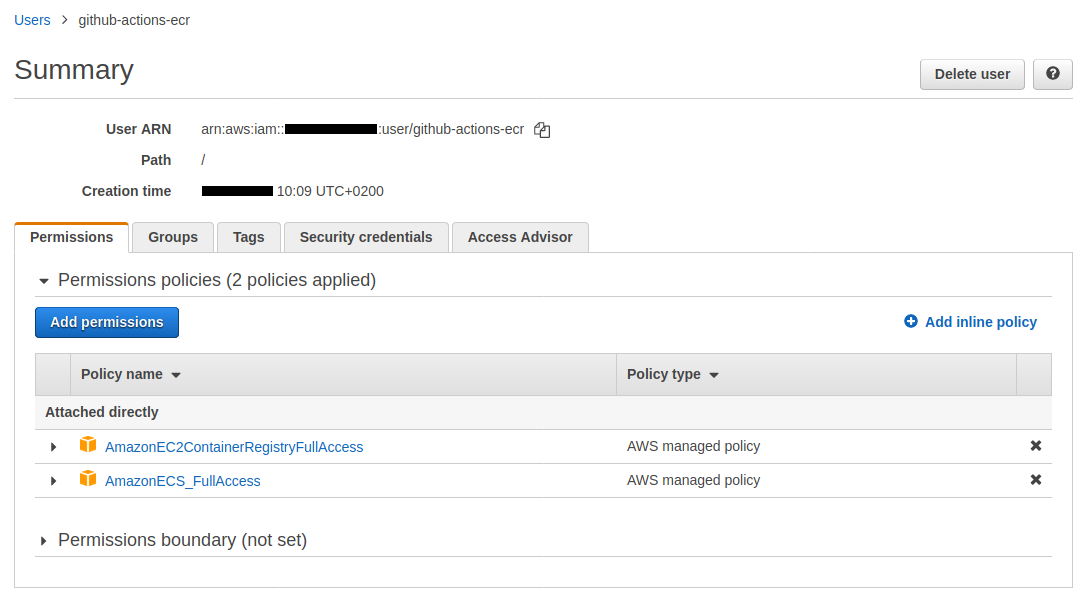 Users > github-actions-ecr
Summary
Delete user
User ARN arn:aws:iam:: :user/github-actions-ecr
Path /
Creation time 10:09 UTC+0200
Permissions Groups Tags Security credentials Access Advisor
Permissions policies (2 policies applied)
Add permissions Add inline policy
Policy name Policy type
Attached directly
AmazonEC2ContainerRegistryFullAccess AWS managed policy
AmazonECS_FullAccess AWS managed policy
Permissions boundary (not set)